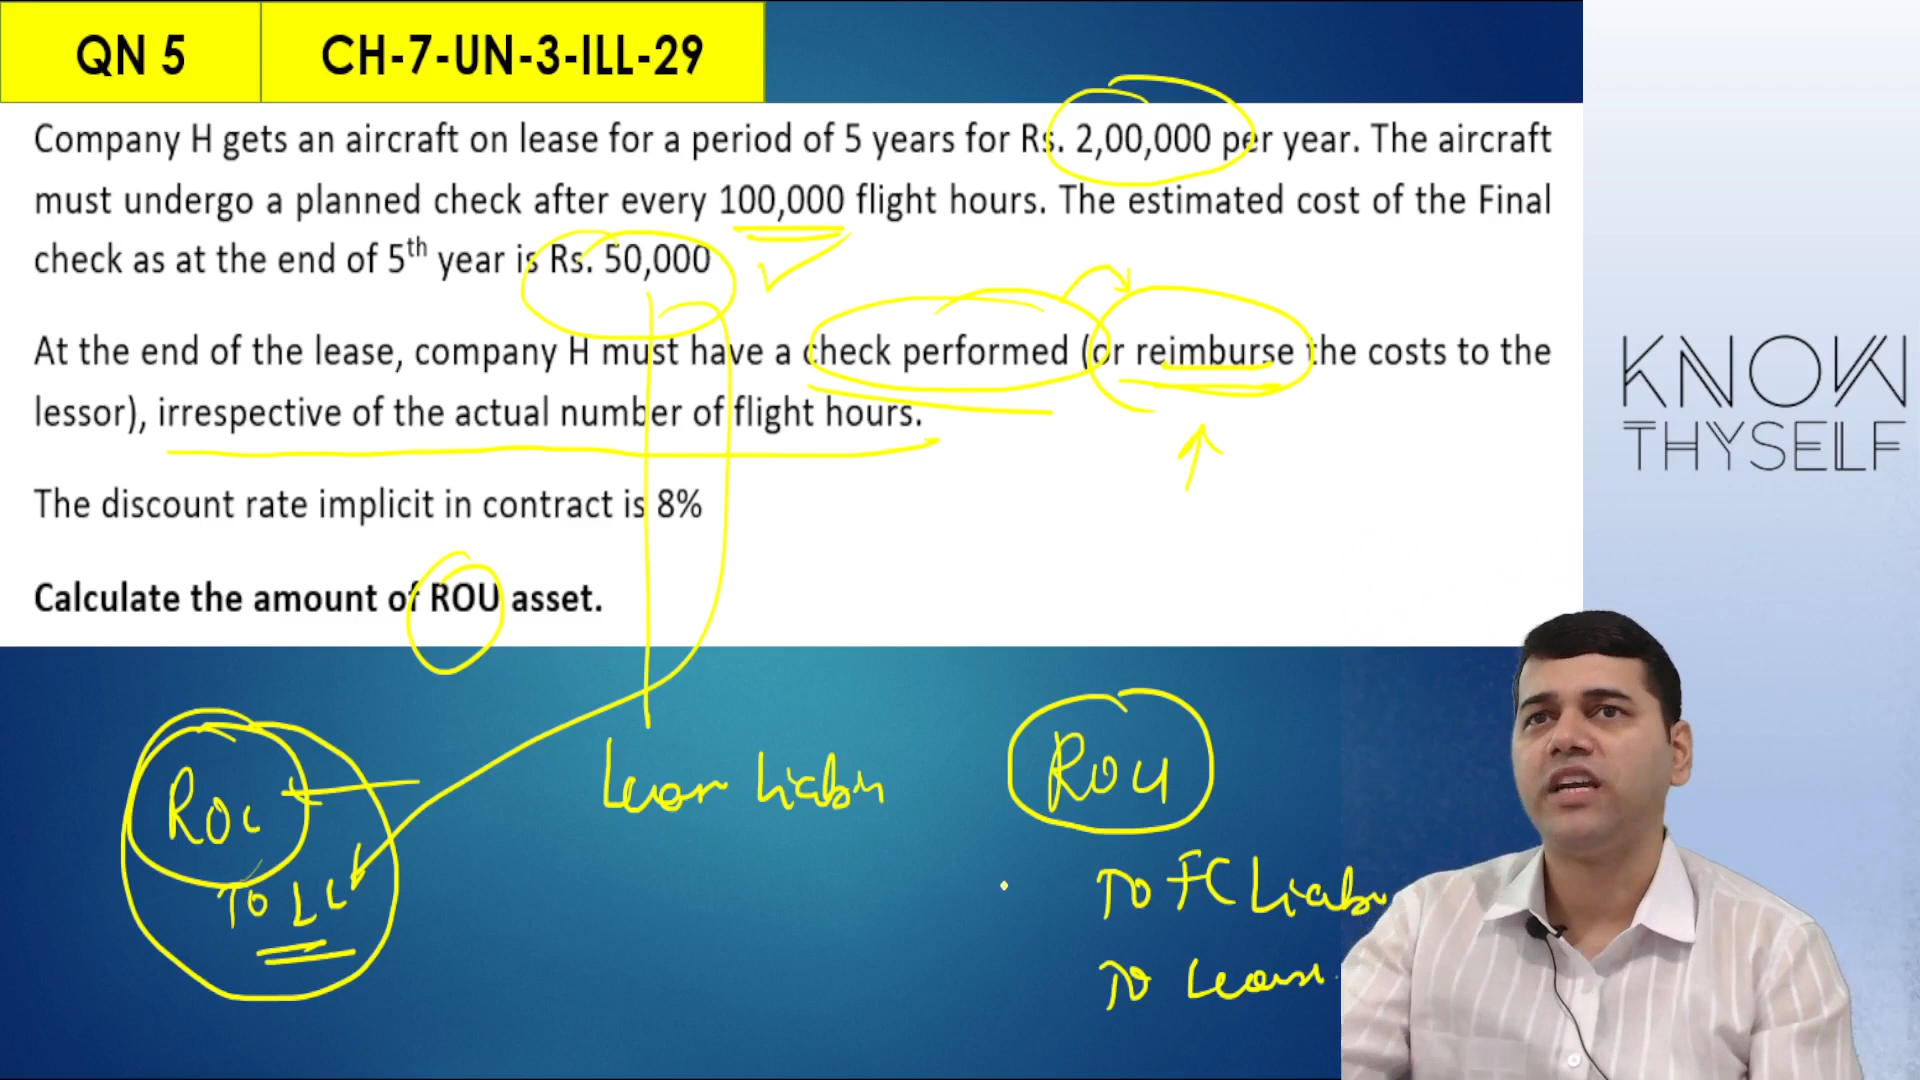 QN 5 CH-7-UN-3-ILL-29
Company H gets an aircraft on lease for a period of 5 years for Rs. 2,00,000 per year. The aircraft
must undergo a planned check after every 100,000 flight hours. The estimated cost of the Final
check as at the end of 5th year is Rs. 50,000
At the end of the lease, company H must have a check performed (or reimburse the costs to the
lessor), irrespective of the actual number of flight hours.
The discount rate implicit in contract is 8%
Calculate the amount of ROU asset.
KNOW
THYSELF
ROU
To LL
ROU
To FC
To